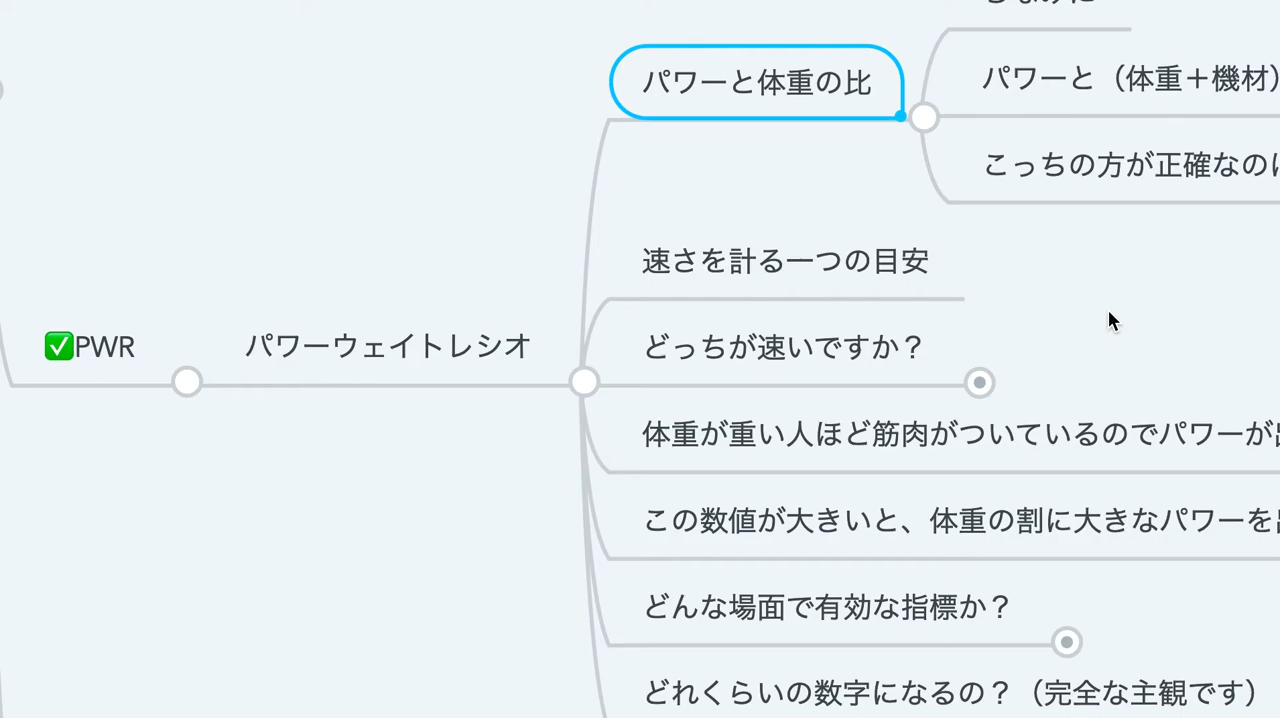 パワーと体重の比
パワーと（体重＋機材）
こっちの方が正確なの
速さを計る一つの目安
どっちが速いですか？
✅PWR
パワーウェイトレシオ
体重が重い人ほど筋肉がついているのでパワーが
この数値が大きいと、体重の割に大きなパワーを
どんな場面で有効な指標か？
どれくらいの数字になるの？（完全な主観です）